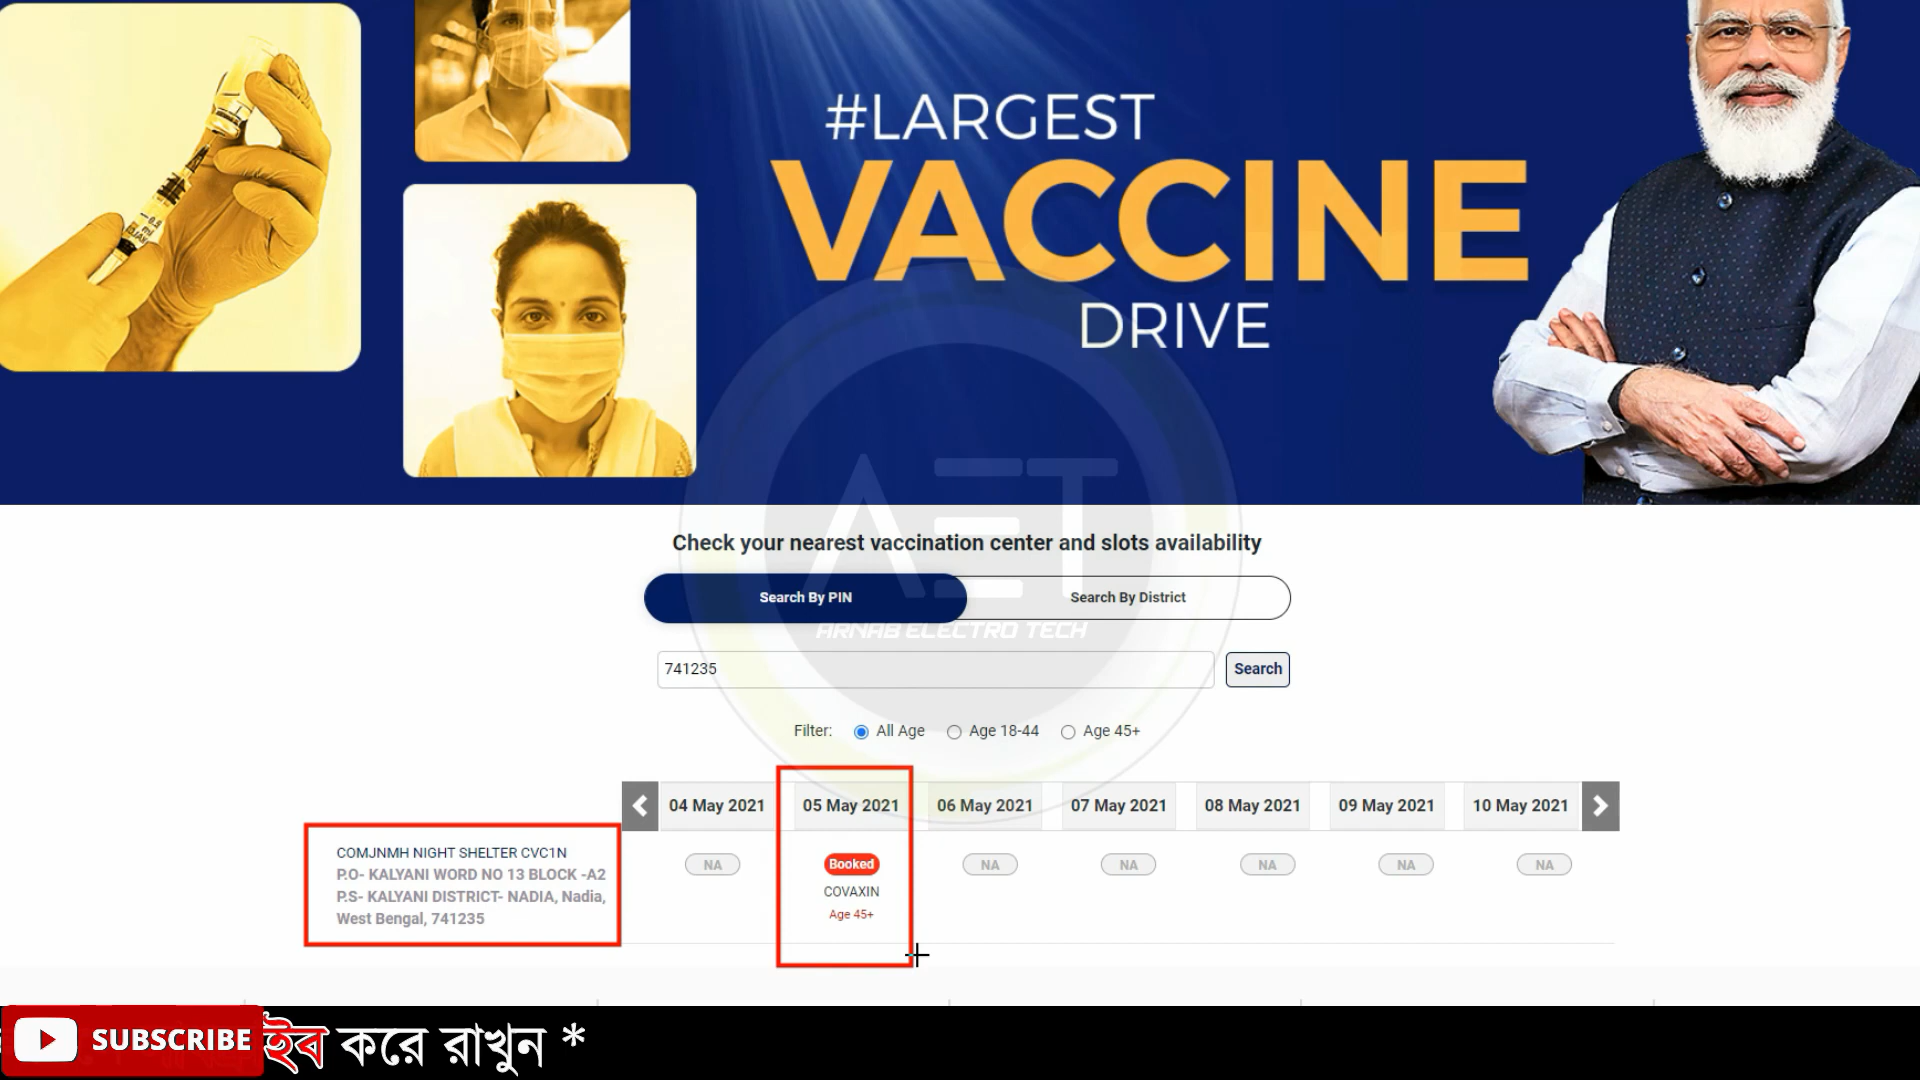 #LARGEST
VACCINE
DRIVE
Check your nearest vaccination center and slots availability
Search By PIN
Search By District
AET
ARNAB ELECTRO TECH
741235
Search
Filter: All Age Age 18-44 Age 45+
04 May 2021 05 May 2021 06 May 2021 07 May 2021 08 May 2021 09 May 2021 10 May 2021
COMJNMH NIGHT SHELTER CVC1N
P.O- KALYANI WORD NO 13 BLOCK -A2
P.S- KALYANI DISTRICT- NADIA, Nadia,
West Bengal, 741235
NA Booked NA NA NA NA NA
COVAXIN
Age 45+
SUBSCRIBE
করে রাখুন *